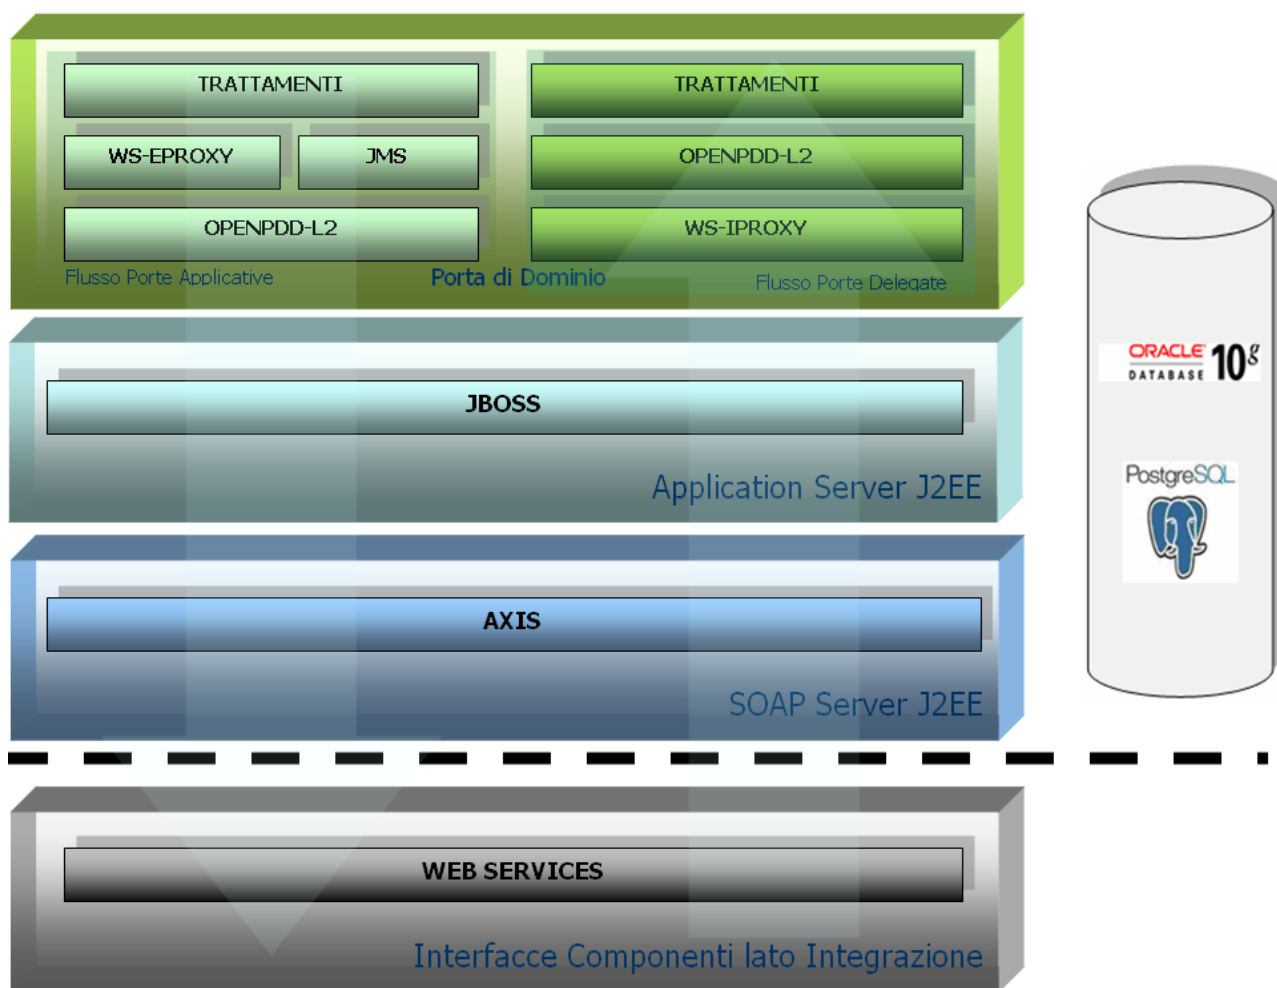 TRATTAMENTI
WS-EPROXY
JMS
OPENPDD-L2
Flusso Porte Applicative
TRATTAMENTI
OPENPDD-L2
WS-IPROXY
Flusso Porte Delegate
Porta di Dominio
JBOSS
Application Server J2EE
AXIS
SOAP Server J2EE
WEB SERVICES
Interfacce Componenti lato Integrazione
ORACLE
DATABASE
10g
PostgreSQL